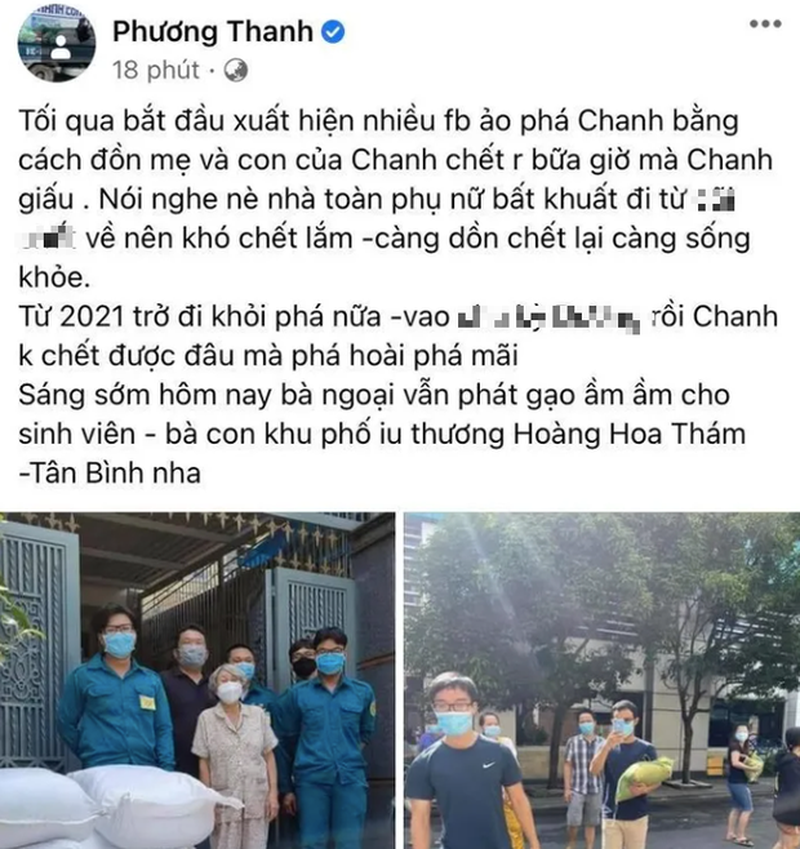 Phương Thanh
18 phút ·
Tối qua bắt đầu xuất hiện nhiều fb ảo phá Chanh bằng
cách đồn mẹ và con của Chanh chết r bữa giờ mà Chanh
giấu . Nói nghe nè nhà toàn phụ nữ bất khuất đi từ
về nên khó chết lắm -càng dồn chết lại càng sống
khỏe.
Từ 2021 trở đi khỏi phá nữa -vao rồi Chanh
k chết được đâu mà phá hoài phá mãi
Sáng sớm hôm nay bà ngoại vẫn phát gạo ầm ầm cho
sinh viên - bà con khu phố iu thương Hoàng Hoa Thám
-Tân Bình nha